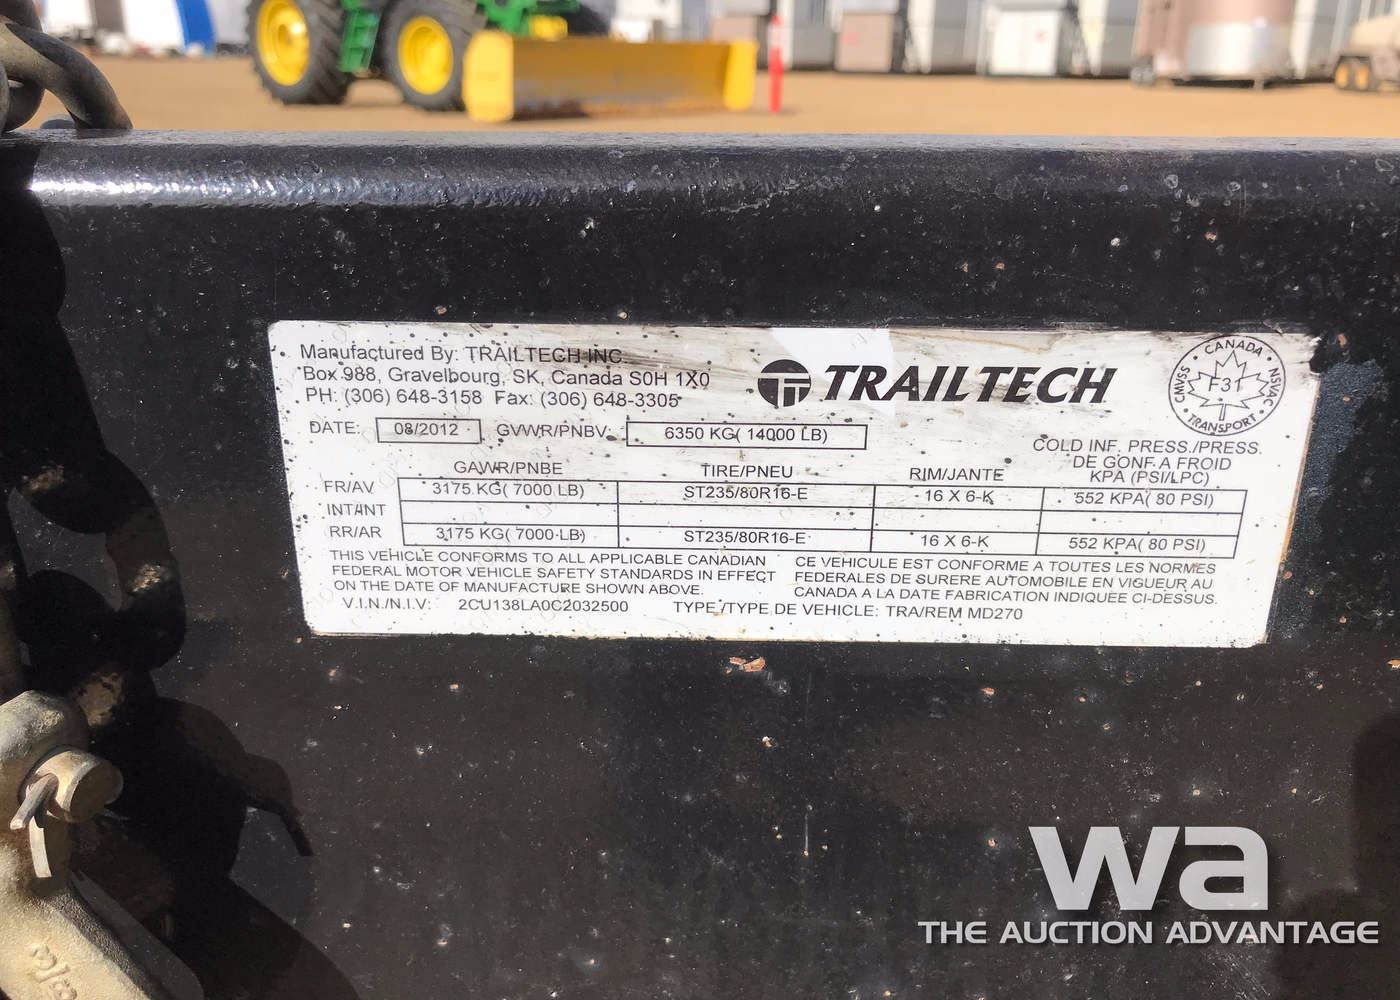 Manufactured By: TRAILTECH INC.
Box 988, Gravelbourg, SK, Canada S0H 1X0
PH: (306) 648-3158 Fax: (306) 648-3305
TRAILTECH
CANADA
SVNAC NSVAC
F31
TRANSPORT
DATE: 08/2012 GVWR/PNBV: 6350 KG( 14000 LB)
COLD INF. PRESS./PRESS.
DE GONF. A FROID
GAWR/PNBE TIRE/PNEU RIM/JANTE KPA (PSI/LPC)
FR/AV 3175 KG( 7000 LB) ST235/80R16-E 16 X 6-K 552 KPA( 80 PSI)
INT/INT
RR/AR 3175 KG( 7000 LB) ST235/80R16-E 16 X 6-K 552 KPA( 80 PSI)
THIS VEHICLE CONFORMS TO ALL APPLICABLE CANADIAN
FEDERAL MOTOR VEHICLE SAFETY STANDARDS IN EFFECT
ON THE DATE OF MANUFACTURE SHOWN ABOVE.
CE VEHICULE EST CONFORME A TOUTES LES NORMES
FEDERALES DE SURERE AUTOMOBILE EN VIGUEUR AU
CANADA A LA DATE FABRICATION INDIQUEE CI-DESSUS.
V.I.N./N.I.V: 2CU138LA0C2032500 TYPE /TYPE DE VEHICLE: TRA/REM MD270
wa
THE AUCTION ADVANTAGE